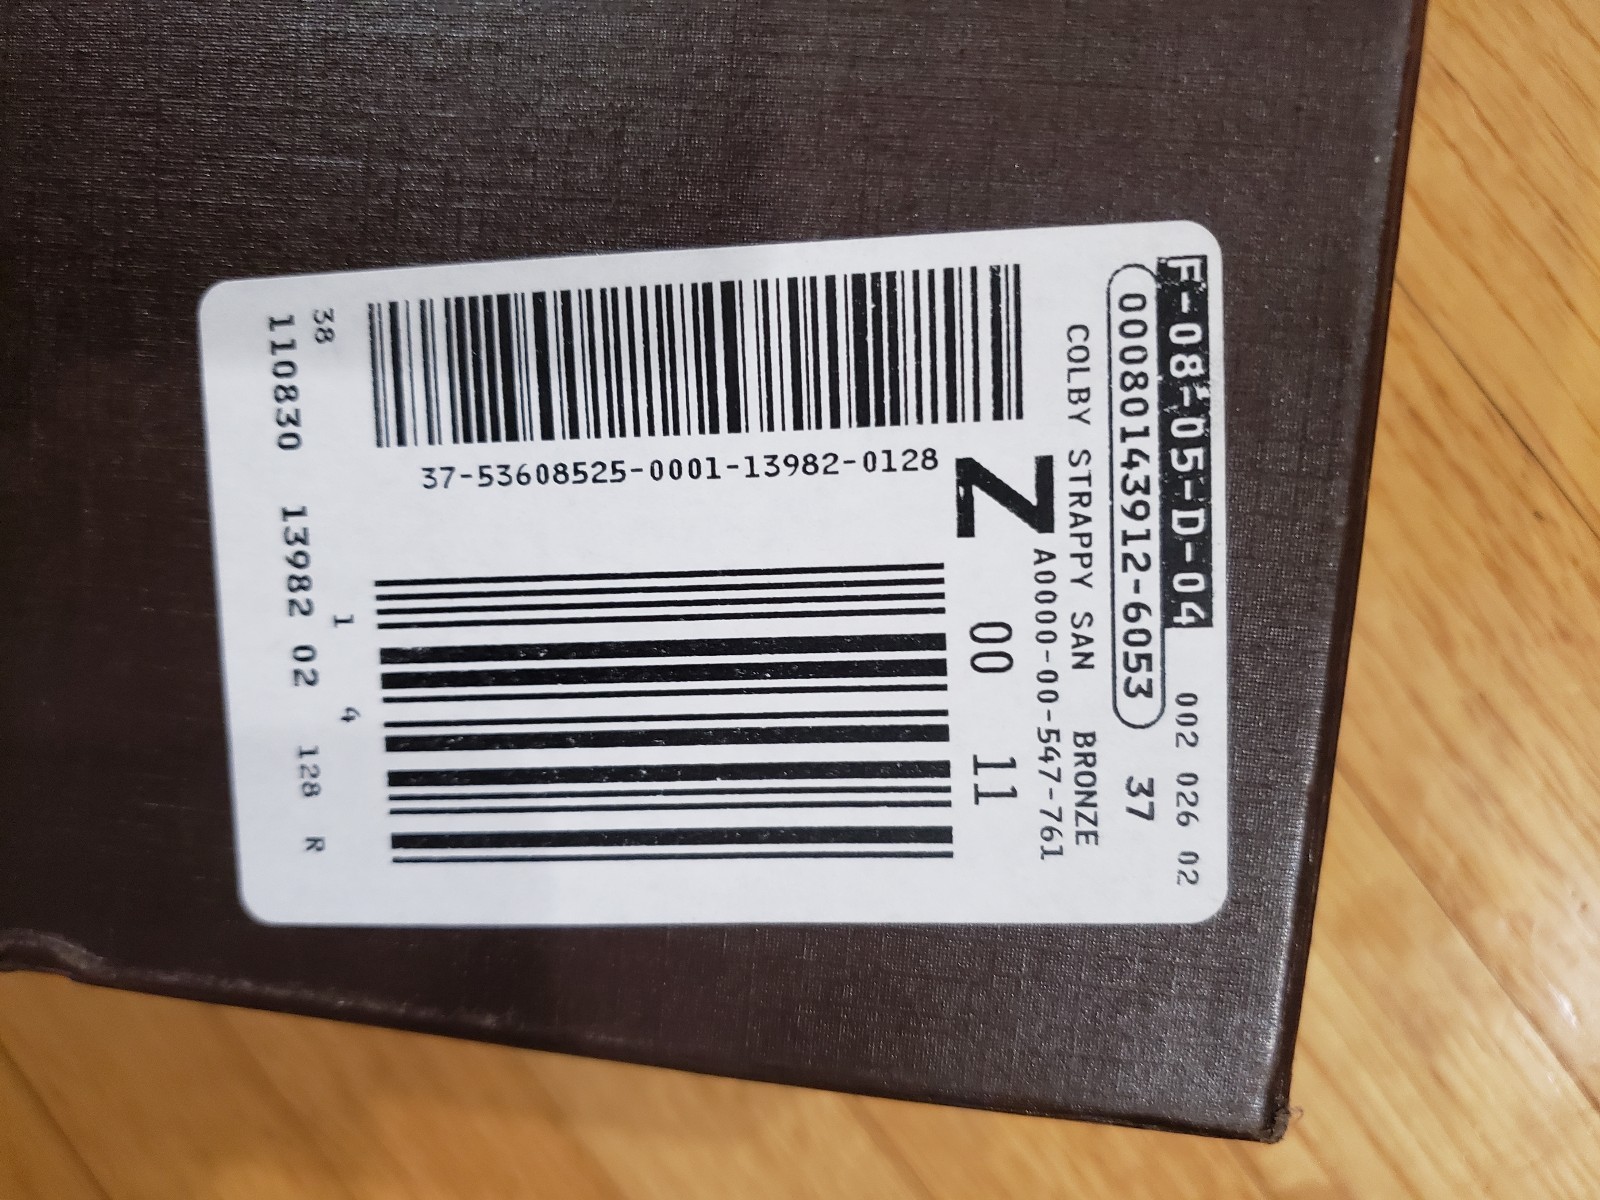 F-08-05-D-04 002 026 02
00080143912-6053 37
COLBY STRAPPY SAN BRONZE
A0000-00-547-761
Z 00 11
37-53608525-0001-13982-0128
1 4
38
110830 13982 02 128 R